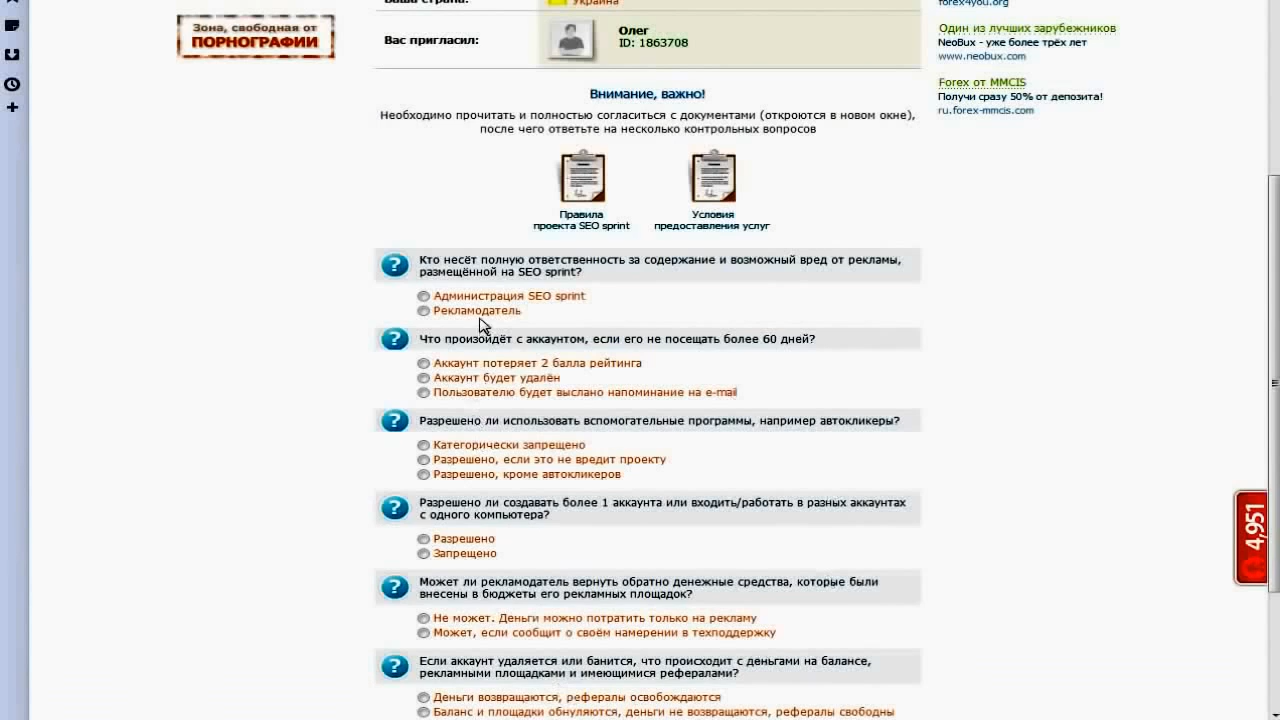 Ваша страна:
Украина
Зона, свободная от
ПОРНОГРАФИИ
Вас пригласил:
Олег
ID: 1863708
forex4you.org
Один из лучших зарубежников
NeoBux - уже более трёх лет
www.neobux.com
Forex от MMCIS
Получи сразу 50% от депозита!
ru.forex-mmcis.com
Внимание, важно!
Необходимо прочитать и полностью согласиться с документами (откроются в новом окне),
после чего ответьте на несколько контрольных вопросов
Правила
проекта SEO sprint
Условия
предоставления услуг
Кто несёт полную ответственность за содержание и возможный вред от рекламы,
размещённой на SEO sprint?
Администрация SEO sprint
Рекламодатель
Что произойдёт с аккаунтом, если его не посещать более 60 дней?
Аккаунт потеряет 2 балла рейтинга
Аккаунт будет удалён
Пользователю будет выслано напоминание на e-mail
Разрешено ли использовать вспомогательные программы, например автокликеры?
Категорически запрещено
Разрешено, если это не вредит проекту
Разрешено, кроме автокликеров
Разрешено ли создавать более 1 аккаунта или входить/работать в разных аккаунтах
с одного компьютера?
Разрешено
Запрещено
4,951
Может ли рекламодатель вернуть обратно денежные средства, которые были
внесены в бюджеты его рекламных площадок?
Не может. Деньги можно потратить только на рекламу
Может, если сообщит о своём намерении в техподдержку
Если аккаунт удаляется или банится, что происходит с деньгами на балансе,
рекламными площадками и имеющимися рефералами?
Деньги возвращаются, рефералы освобождаются
Баланс и площадки обнуляются, деньги не возвращаются, рефералы свободны